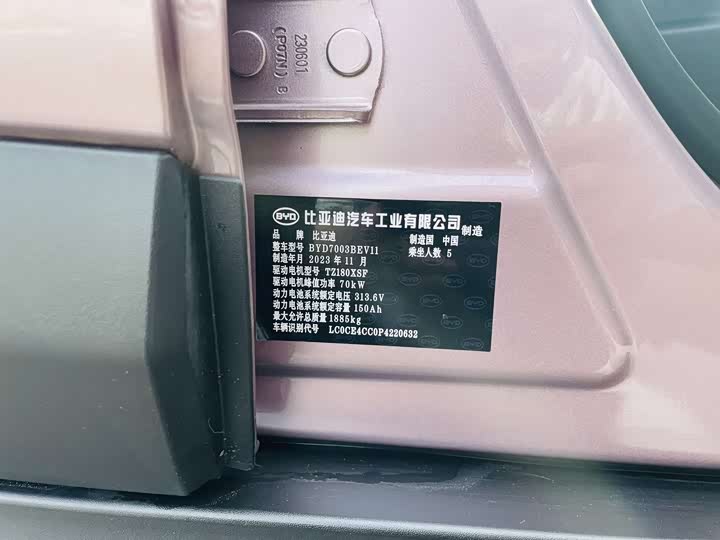 230601
(P07N)) B
BYD 比亚迪汽车工业有限公司 制造
品 牌 比亚迪 制造国 中国
整车型号 BYD7003BEV11 乘坐人数 5
制造年月 2023 年 11 月
驱动电机型号 TZ180XSF
驱动电机峰值功率 70kW
动力电池系统额定电压 313.6V
动力电池系统额定容量 150Ah
最大允许总质量 1885kg
车辆识别代号 LC0CE4CC0P4220632